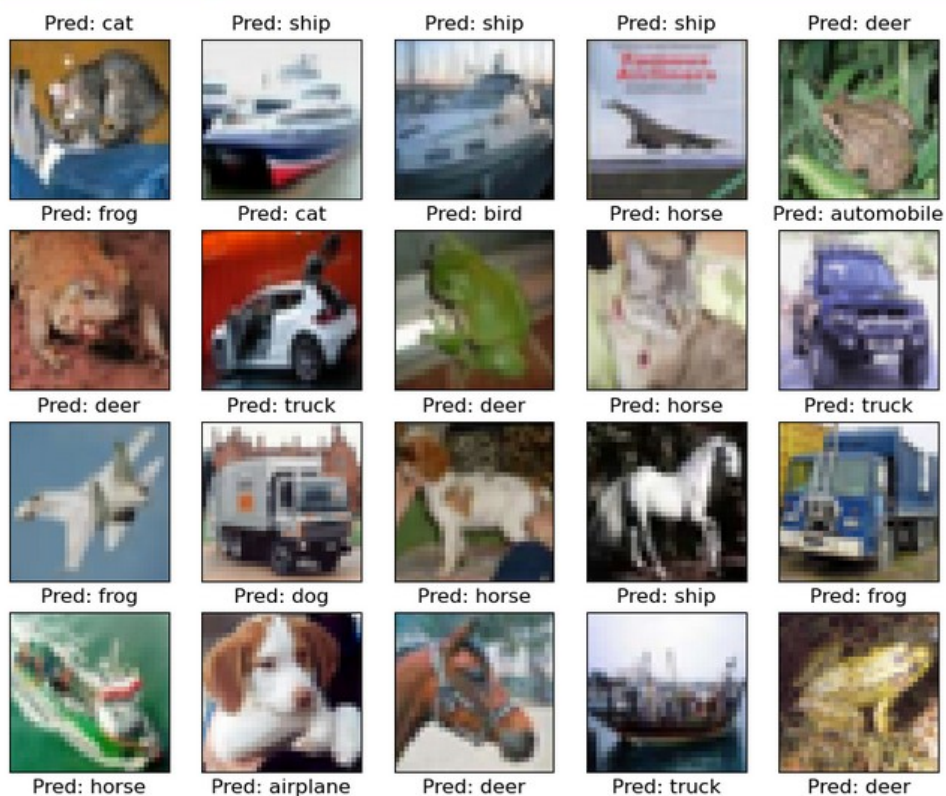 Pred: cat Pred: ship Pred: ship Pred: ship Pred: deer
Pred: frog Pred: cat Pred: bird Pred: horse Pred: automobile
Pred: deer Pred: truck Pred: deer Pred: horse Pred: truck
Pred: frog Pred: dog Pred: horse Pred: ship Pred: frog
Pred: horse Pred: airplane Pred: deer Pred: truck Pred: deer